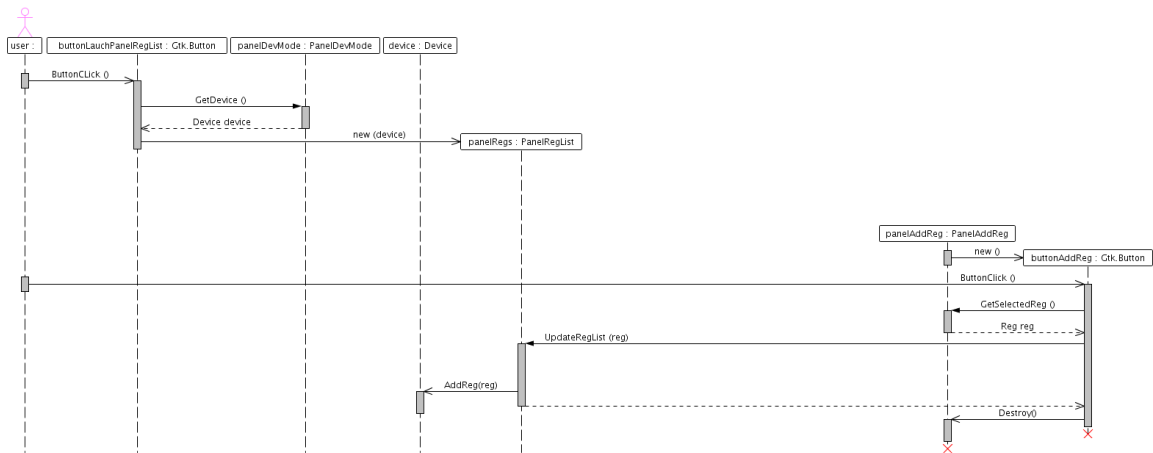 user :
buttonLauchPanelRegList : Gtk.Button
panelDevMode : PanelDevMode
device : Device
ButtonCLick ()
GetDevice ()
Device device
new (device)
panelRegs : PanelRegList
panelAddReg : PanelAddReg
new ()
buttonAddReg : Gtk.Button
ButtonClick ()
GetSelectedReg ()
Reg reg
UpdateRegList (reg)
AddReg(reg)
Destroy()